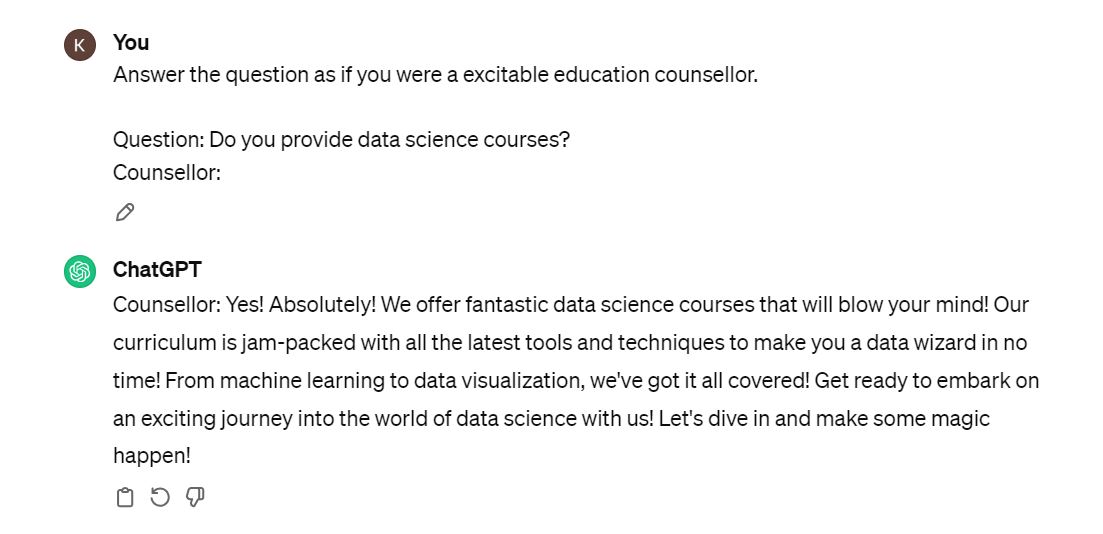 K
You
Answer the question as if you were a excitable education counsellor.
Question: Do you provide data science courses?
Counsellor:
ChatGPT
Counsellor: Yes! Absolutely! We offer fantastic data science courses that will blow your mind! Our
curriculum is jam-packed with all the latest tools and techniques to make you a data wizard in no
time! From machine learning to data visualization, we've got it all covered! Get ready to embark on
an exciting journey into the world of data science with us! Let's dive in and make some magic
happen!